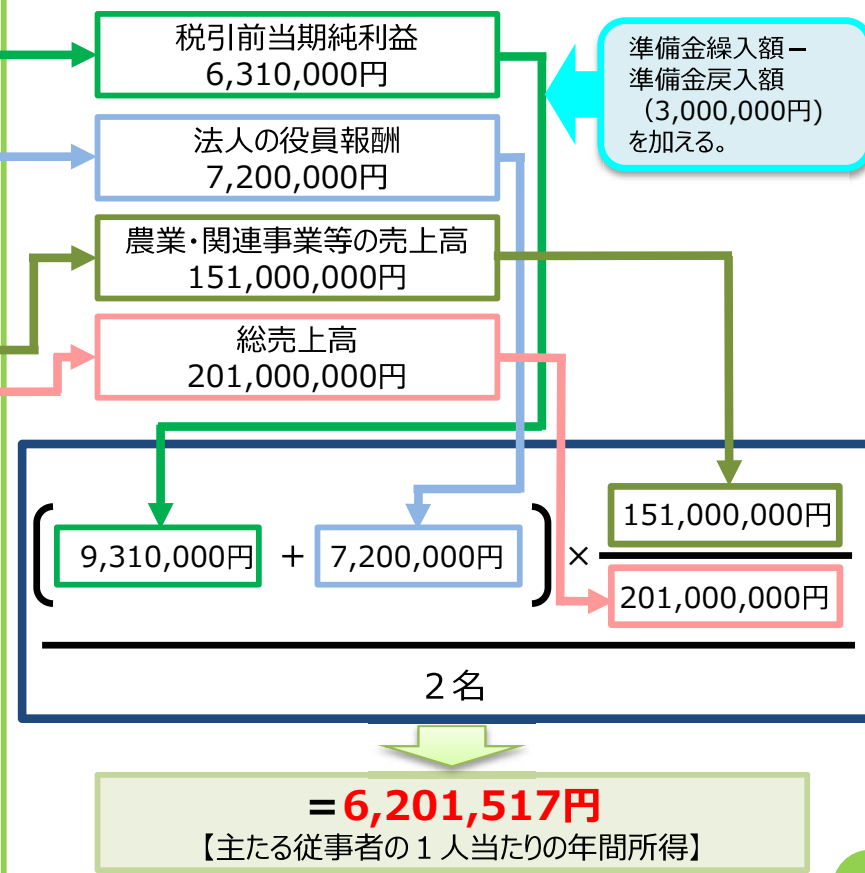 税引前当期純利益
6,310,000円
準備金繰入額－
準備金戻入額
（3,000,000円)
を加える。
法人の役員報酬
7,200,000円
農業・関連事業等の売上高
151,000,000円
総売上高
201,000,000円
151,000,000円
9,310,000円 + 7,200,000円 ×
201,000,000円
２名
＝6,201,517円
【主たる従事者の１人当たりの年間所得】